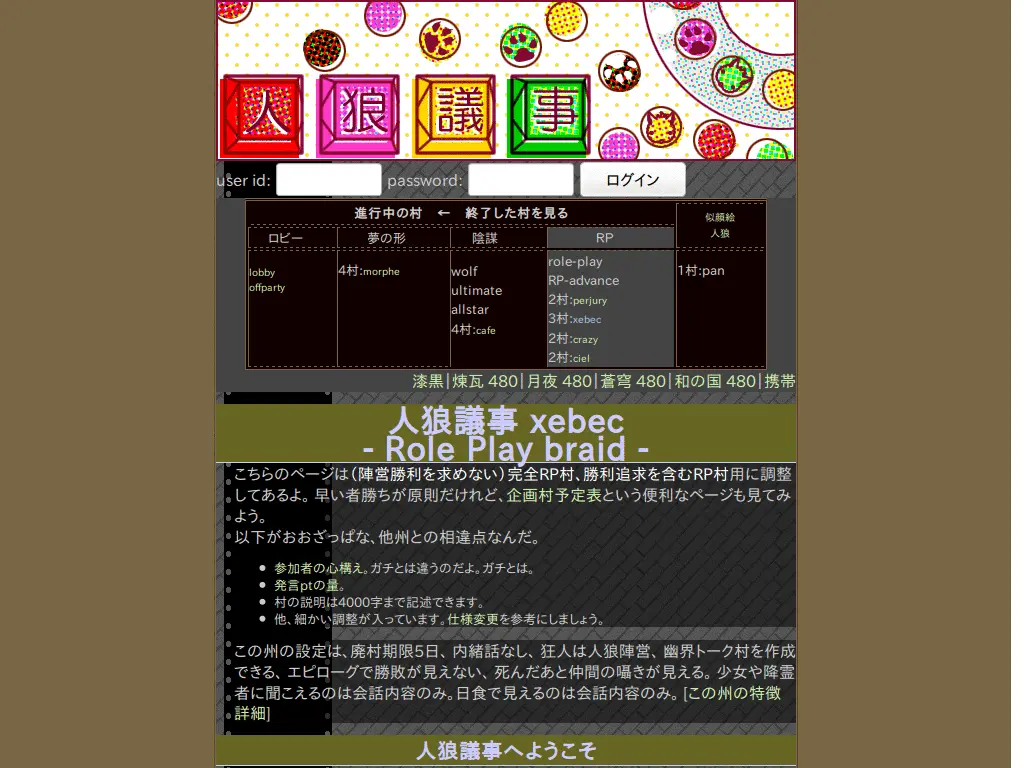 人狼議事
user id: password: ログイン
進行中の村 ← 終了した村を見る
似顔絵
人狼
ロビー 夢の形 陰謀 RP
lobby
offparty
4村:morphe
wolf
ultimate
allstar
4村:cafe
role-play
RP-advance
2村:perjury
3村:xebec
2村:crazy
2村:ciel
1村:pan
漆黒|煉瓦 480|月夜 480|蒼穹 480|和の国 480|携帯
人狼議事 xebec
- Role Play braid -
こちらのページは（陣営勝利を求めない）完全RP村、勝利追求を含むRP村用に調整
してあるよ。早い者勝ちが原則だけれど、企画村予定表という便利なページも見てみ
よう。
以下がおおざっぱな、他州との相違点なんだ。
● 参加者の心構え。ガチとは違うのだよ。ガチとは。
● 発言ptの量。
● 村の説明は4000字まで記述できます。
● 他、細かい調整が入っています。仕様変更を参考にしましょう。
この州の設定は、廃村期限5日、内緒話なし、狂人は人狼陣営、幽界トーク村を作成
できる、エピローグで勝敗が見えない、死んだあと仲間の囁きが見える。少女や降霊
者に聞こえるのは会話内容のみ。日食で見えるのは会話内容のみ。[この州の特徴
詳細]
人狼議事へようこそ